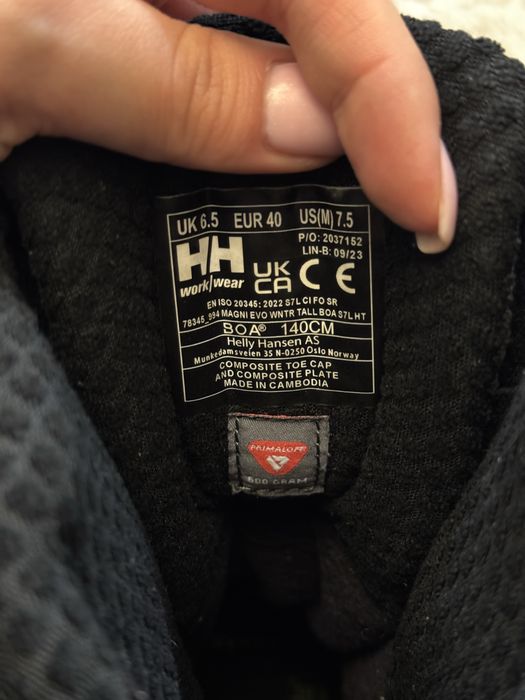 UK 6.5 EUR 40 US(M) 7.5
P/O: 2037152
LIN-B: 09/23
HH
work/wear
UK
CA CE
EN ISO 20345: 2022 S7L CI FO SR
78345_994 MAGNI EVO WNTR TALL BOA S7L HT
BOA® 140CM
Helly Hansen AS
Munkedamsveien 35 N-0250 Oslo Norway
COMPOSITE TOE CAP
AND COMPOSITE PLATE
MADE IN CAMBODIA
PRIMALOFT
GRAM